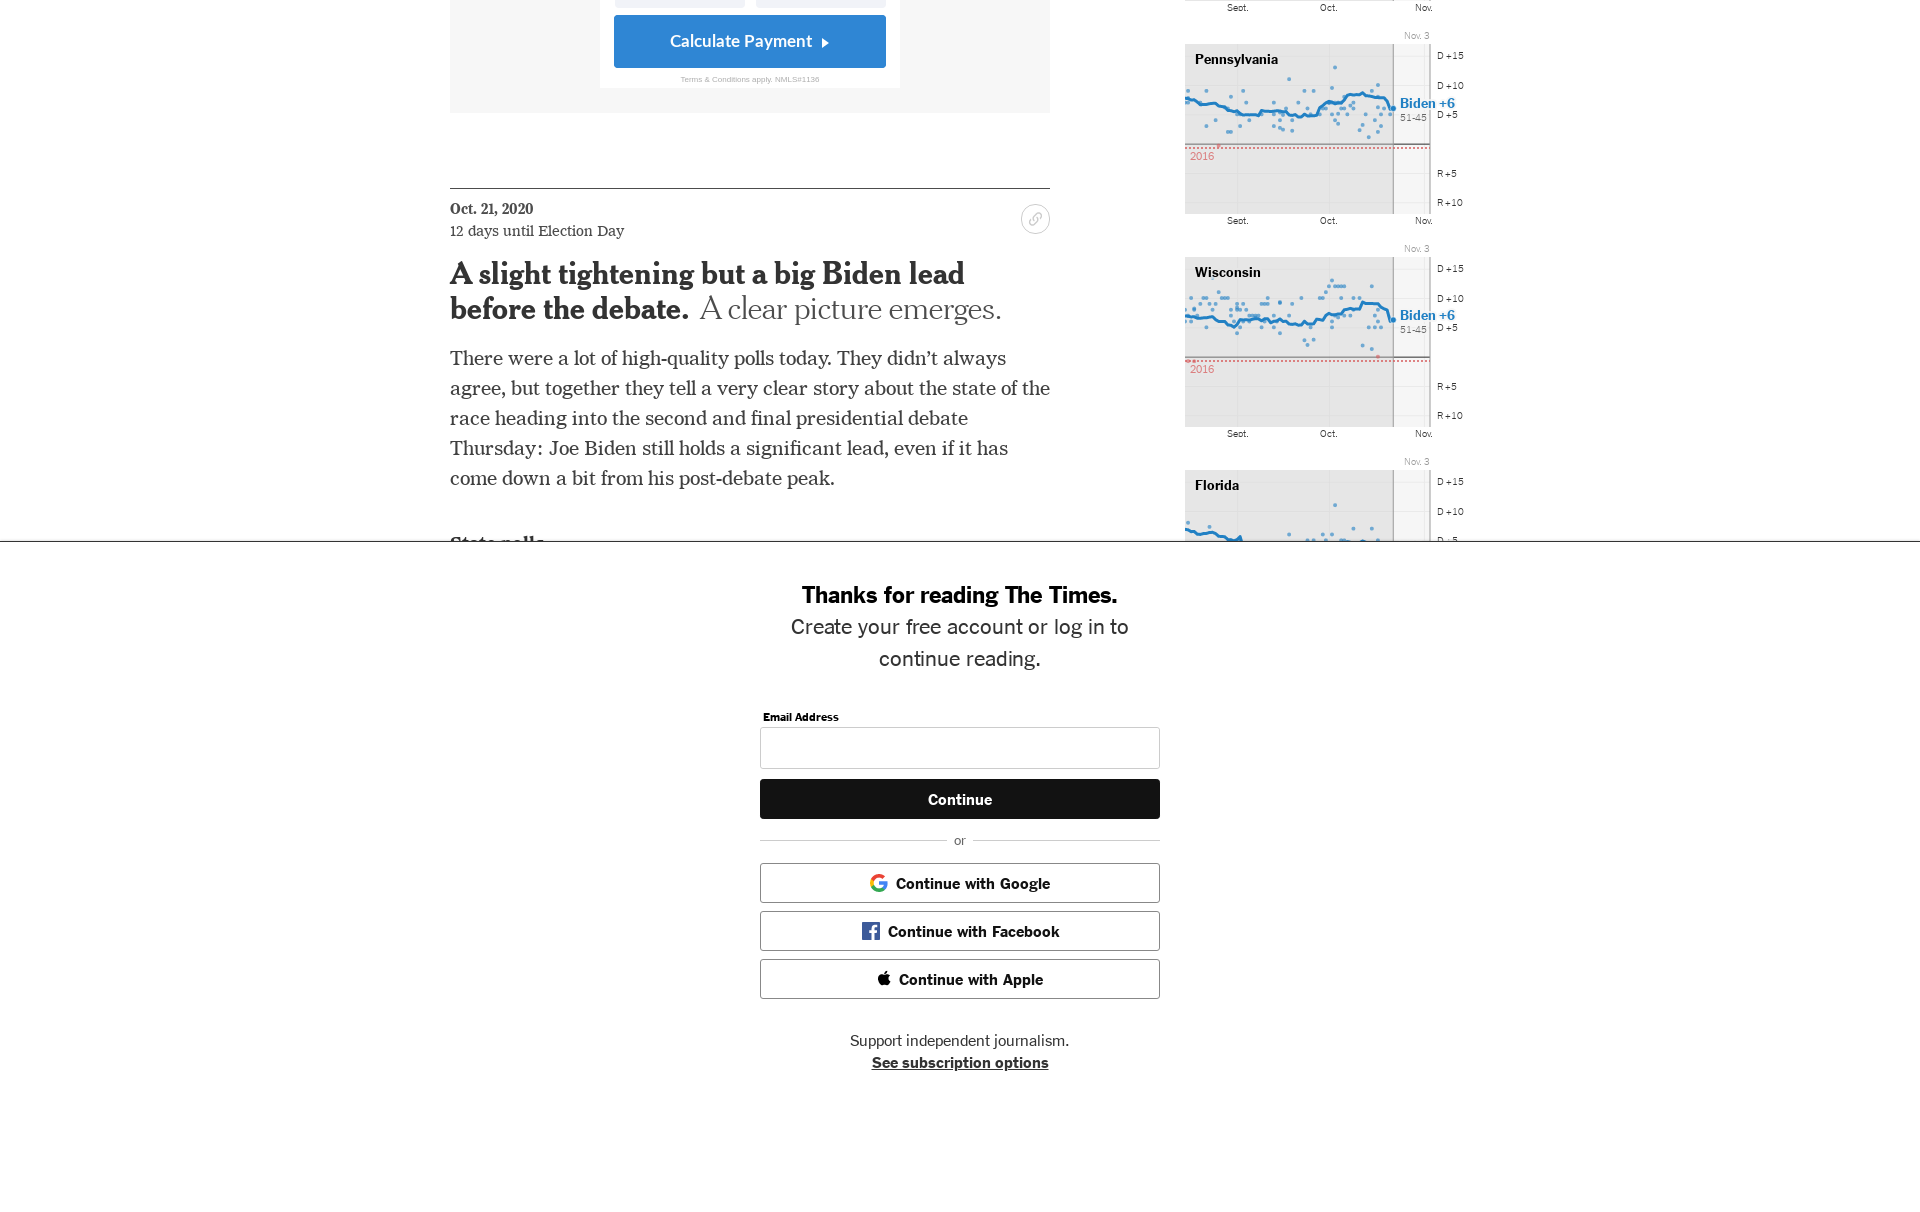 Calculate Payment
Terms & Conditions apply. NMLS#1136
Oct. 21, 2020
12 days until Election Day
A slight tightening but a big Biden lead
before the debate. A clear picture emerges.
There were a lot of high-quality polls today. They didn’t always
agree, but together they tell a very clear story about the state of the
race heading into the second and final presidential debate
Thursday: Joe Biden still holds a significant lead, even if it has
come down a bit from his post-debate peak.
State polls
Sept. Oct. Nov.
Nov. 3
Pennsylvania
D +15
D +10
Biden +6
51-45
D +5
2016
R +5
R +10
Sept. Oct. Nov.
Nov. 3
Wisconsin
D +15
D +10
Biden +6
51-45
D +5
2016
R +5
R +10
Sept. Oct. Nov.
Nov. 3
Florida
D +15
D +10
D +5
Thanks for reading The Times.
Create your free account or log in to
continue reading.
Email Address
Continue
or
Continue with Google
Continue with Facebook
Continue with Apple
Support independent journalism.
See subscription options